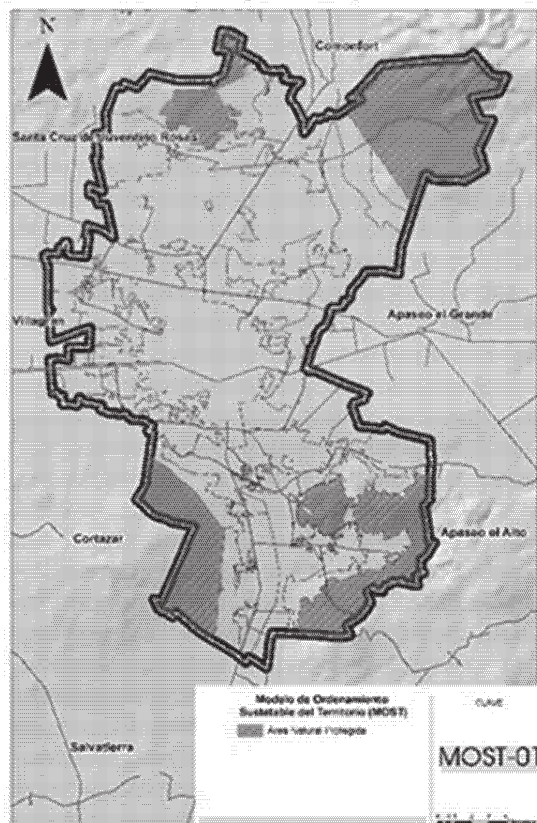 N
Comonfort
Santa Cruz de Juventino Rosas
Apaseo el Grande
Villagrán
Cortazar
Apaseo el Alto
Salvatierra
Modelo de Ordenamiento
Sustatable del Territorio (MOST)
Área Natural Protegida
CLAVE
MOST-01